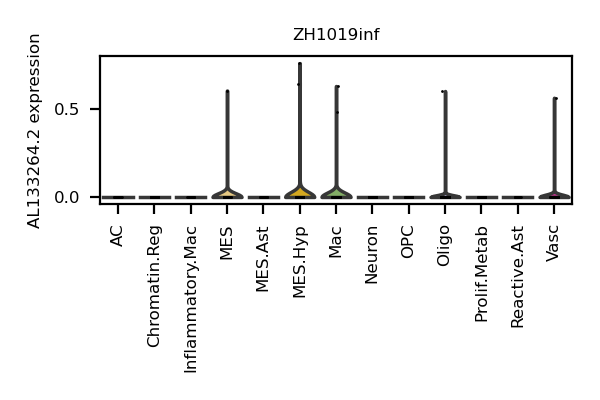 ZH1019inf
AL133264.2 expression
0.5
0.0
AC
Chromatin.Reg
Inflammatory.Mac
MES
MES.Ast
MES.Hyp
Mac
Neuron
OPC
Oligo
Prolif.Metab
Reactive.Ast
Vasc